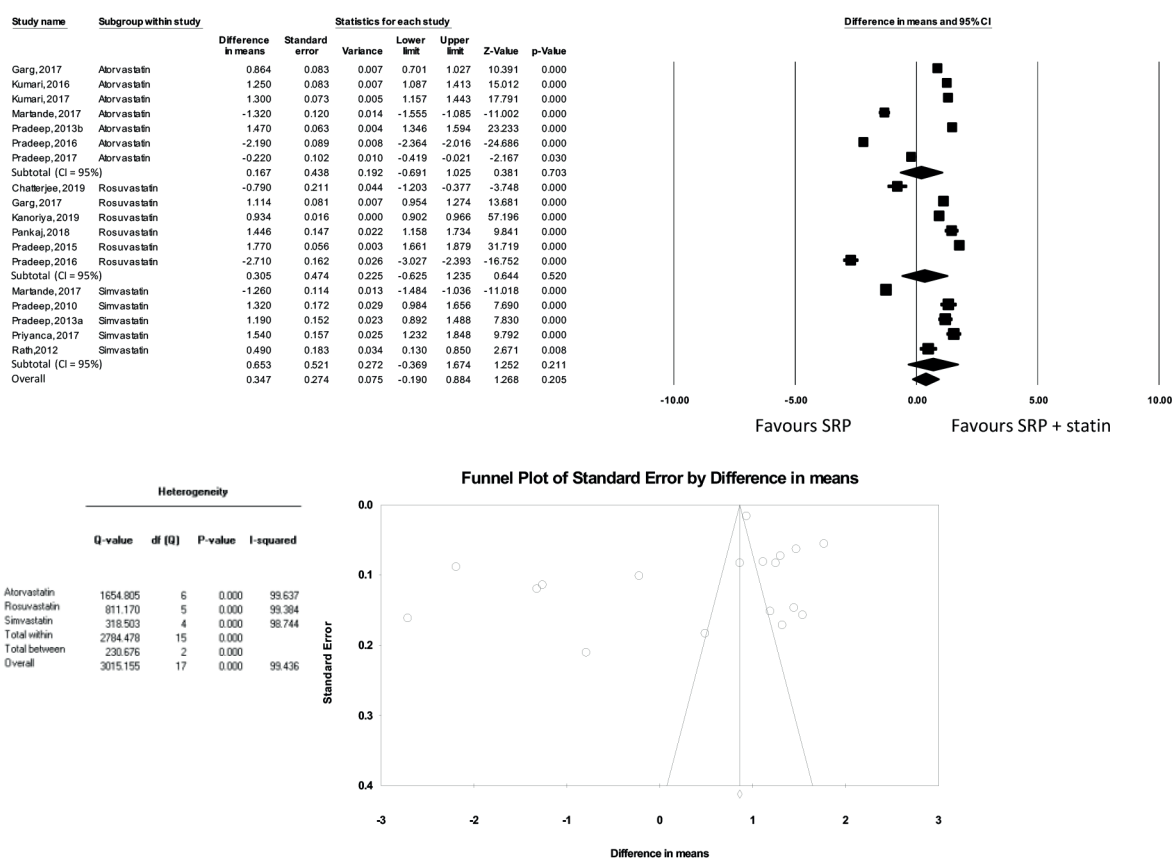 Study name Subgroup within study Statistics for each study Difference in means and 95% CI
Difference in means Standard error Variance Lower limit Upper limit Z-Value p-Value
Garg,2017 Atorvastatin 0.864 0.083 0.007 0.701 1.027 10.391 0.000
Kumari,2016 Atorvastatin 1.250 0.083 0.007 1.087 1.413 15.012 0.000
Kumari,2017 Atorvastatin 1.300 0.073 0.005 1.157 1.443 17.791 0.000
Martande,2017 Atorvastatin -1.320 0.120 0.014 -1.555 -1.085 -11.002 0.000
Pradeep,2013b Atorvastatin 1.470 0.063 0.004 1.346 1.594 23.233 0.000
Pradeep,2016 Atorvastatin -2.190 0.089 0.008 -2.364 -2.016 -24.686 0.000
Pradeep,2017 Atorvastatin -0.220 0.102 0.010 -0.419 -0.021 -2.167 0.030
Subtotal (CI = 95%) 0.167 0.438 0.192 -0.691 1.025 0.381 0.703
Chatterjee,2019 Rosuvastatin -0.790 0.211 0.044 -1.203 -0.377 -3.748 0.000
Garg,2017 Rosuvastatin 1.114 0.081 0.007 0.954 1.274 13.681 0.000
Kanoriya,2019 Rosuvastatin 0.934 0.016 0.000 0.902 0.966 57.196 0.000
Pankaj,2018 Rosuvastatin 1.446 0.147 0.022 1.158 1.734 9.841 0.000
Pradeep,2015 Rosuvastatin 1.770 0.056 0.003 1.661 1.879 31.719 0.000
Pradeep,2016 Rosuvastatin -2.710 0.162 0.026 -3.027 -2.393 -16.752 0.000
Subtotal (CI = 95%) 0.305 0.474 0.225 -0.625 1.235 0.644 0.520
Martande,2017 Simvastatin -1.260 0.114 0.013 -1.484 -1.036 -11.018 0.000
Pradeep,2010 Simvastatin 1.320 0.172 0.029 0.984 1.656 7.690 0.000
Pradeep,2013a Simvastatin 1.190 0.152 0.023 0.892 1.488 7.830 0.000
Priyanca,2017 Simvastatin 1.540 0.157 0.025 1.232 1.848 9.792 0.000
Rath,2012 Simvastatin 0.490 0.183 0.034 0.130 0.850 2.671 0.008
Subtotal (CI = 95%) 0.653 0.521 0.272 -0.369 1.674 1.252 0.211
Overall 0.347 0.274 0.075 -0.190 0.884 1.268 0.205
-10.00 -5.00 0.00 5.00 10.00
Favours SRP Favours SRP + statin
Heterogeneity
Q-value df (Q) P-value I-squared
Atorvastatin 1654.805 6 0.000 99.637
Rosuvastatin 811.170 5 0.000 99.384
Simvastatin 318.503 4 0.000 98.744
Total within 2784.478 15 0.000
Total between 230.676 2 0.000
Overall 3015.155 17 0.000 99.436
Funnel Plot of Standard Error by Difference in means
0.0
0.1
0.2
0.3
0.4
Standard Error
-3 -2 -1 0 1 2 3
Difference in means